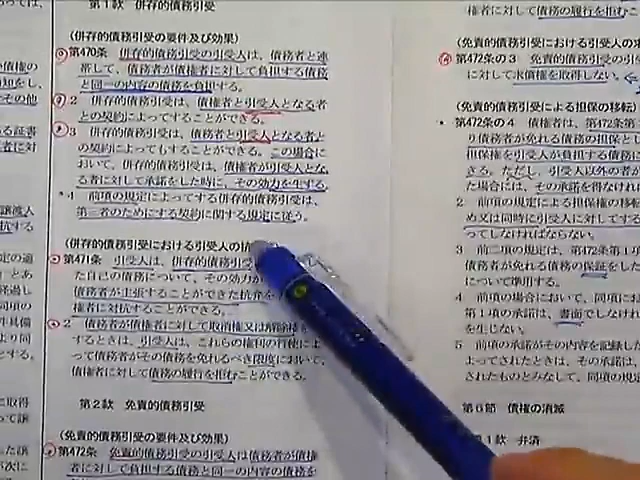 第1款 併存的債務引受
(併存的債務引受の要件及び効果)
第470条 併存的債務引受の引受人は、債務者と連
帯して、債務者が債権者に対して負担する債務
と同一の内容の債務を負担する。
2 併存的債務引受は、債権者と引受人となる者
との契約によってすることができる。
3 併存的債務引受は、債務者と引受人となる者と
の契約によってもすることができる。この場合に
おいて、併存的債務引受は、債権者が引受人とな
る者に対して承諾をした時に、その効力を生ずる。
4 前項の規定によってする併存的債務引受は、
第三者のためにする契約に関する規定に従う。
(併存的債務引受における引受人の抗
第471条 引受人は、併存的債務引受
た自己の債務について、その効力が
債務者が主張することができた抗弁を
権者に対抗することができる。
2 債務者が債権者に対して取消権又は解除権を
するときは、引受人は、これらの権利の行使によ
って債務者がその債務を免れるべき限度において、
債権者に対して債務の履行を拒むことができる。
第2款 免責的債務引受
(免責的債務引受の要件及び効果)
第472条 免責的債務引受の引受人は債務者が債権
者に対して負担する債務と同一の内容の債務を
権者に対して債務の履行を拒む
(免責的債務引受における引受人の求
第472条の3 免責的債務引受の引
に対して求償権を取得しない。
(免責的債務引受による担保の移転)
第472条の4 債権者は、第472条第
り債務者が免れる債務の担保とし
担保権を引受人が負担する債務に
きる。ただし、引受人以外の者が
た場合には、その承諾を得なけれ
2 前項の規定による担保権の移転
め又は同時に引受人に対してする
ってしなければならない。
3 前二項の規定は、第472条第1
債務者が免れる債務の保証をし
について準用する。
4 前項の場合において、同項に
第1項の承諾は、書面でしなけれ
を生じない。
5 前項の承諾がその内容を記録した
よってされたときは、その承諾は、
されたものとみなして、同項の規定
第6節 債権の消滅
第1款 弁済